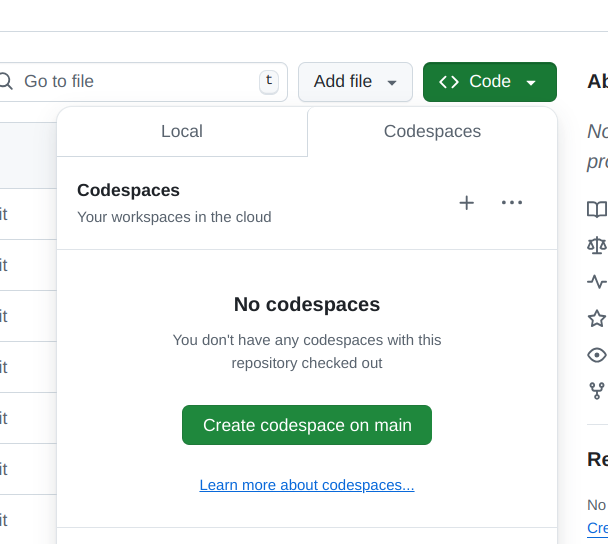 Go to file
t
Add file
Code
Local
Codespaces
Codespaces
Your workspaces in the cloud
No codespaces
You don't have any codespaces with this
repository checked out
Create codespace on main
Learn more about codespaces...
it
it
it
it
it
it
it
Ab
No
pro
Re
No
Cre